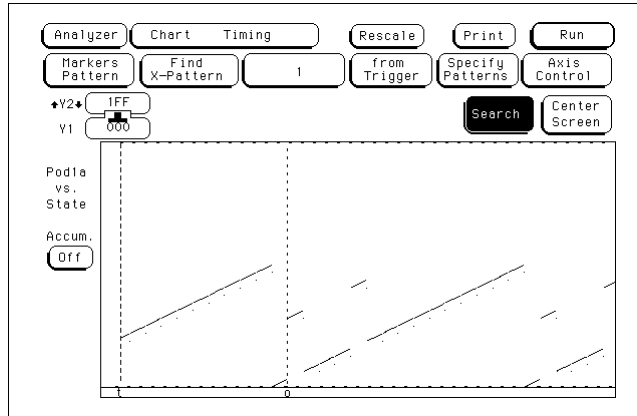 Analyzer Chart Timing Rescale Print Run
Markers Pattern Find X-Pattern 1 from Trigger Specify Patterns Axis Control
Y2 1FF
Y1 000
Search Center Screen
Pod1a
vs.
State
Accum.
Off
t o